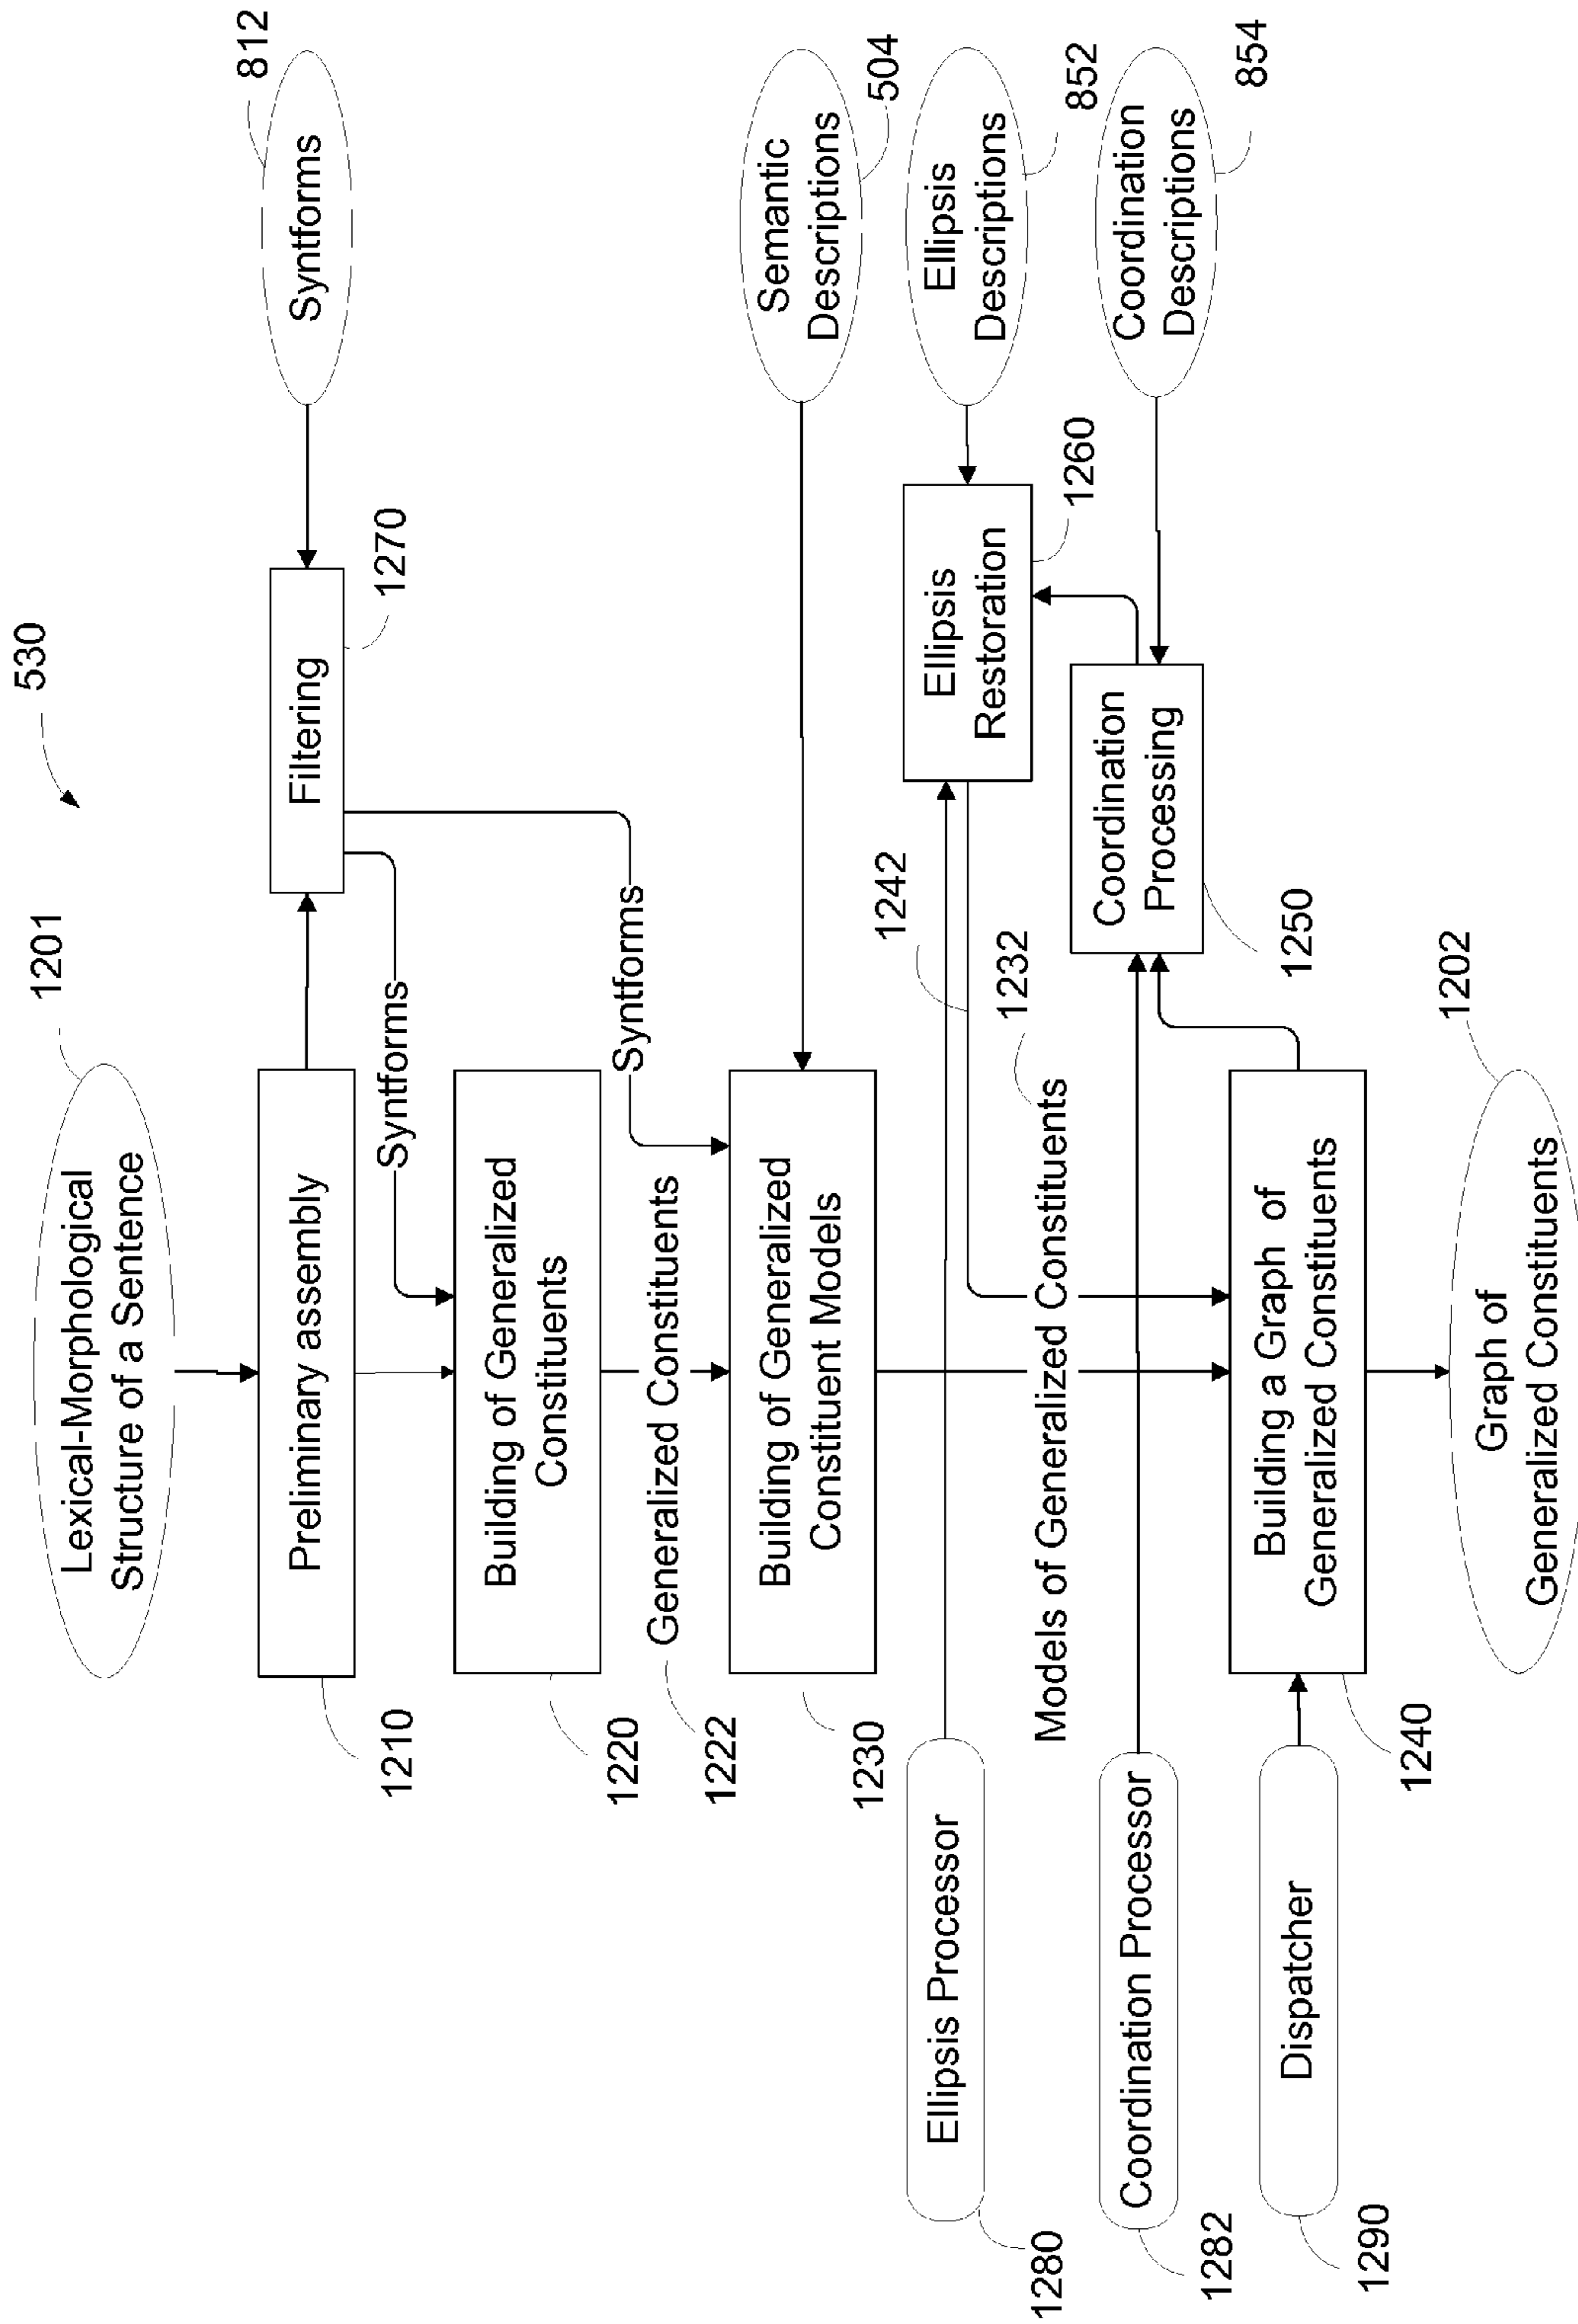 530
1201
Lexical-Morphological
Structure of a Sentence
812
Syntforms
Preliminary assembly
1210
Filtering
1270
Syntforms
Building of Generalized
Constituents
1220
Syntforms
Generalized Constituents
1222
Semantic
Descriptions
504
Building of Generalized
Constituent Models
1230
Ellipsis Processor
1280
1242
Ellipsis
Restoration
1260
Ellipsis
Descriptions
852
1232
Models of Generalized Constituents
Coordination Processor
1282
Coordination
Processing
1250
Coordination
Descriptions
854
Dispatcher
1290
Building a Graph of
Generalized Constituents
1240
1202
Graph of
Generalized Constituents